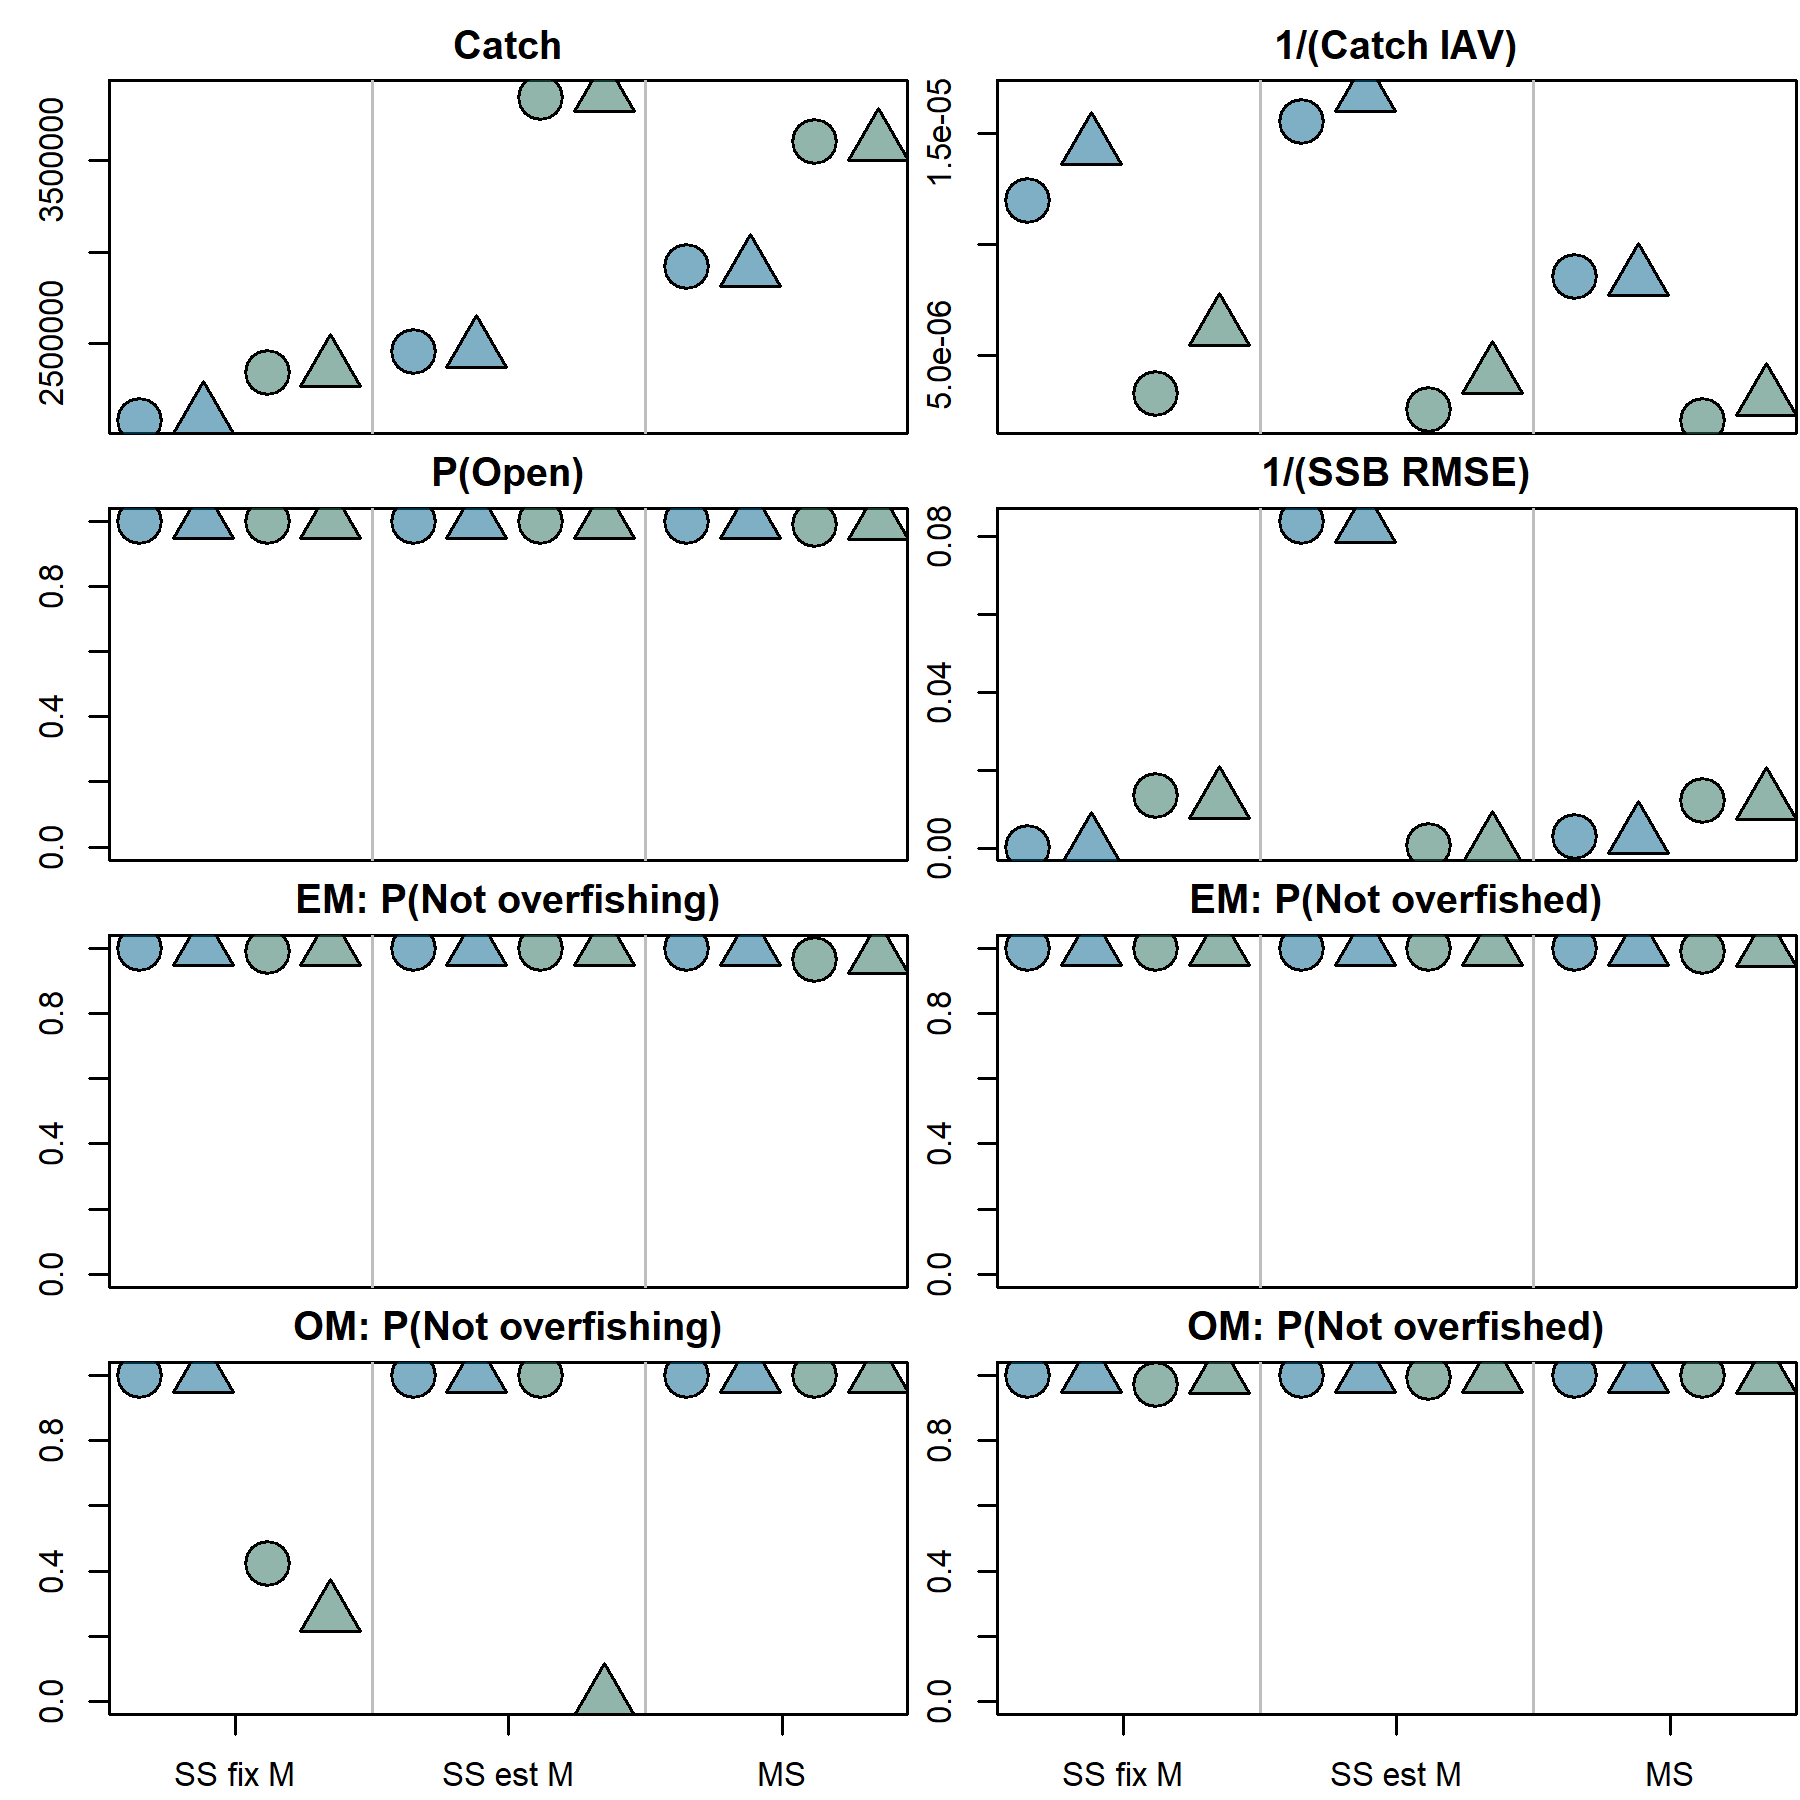 Catch
1/(Catch IAV)
3500000
2500000
1.5e-05
5.0e-06
P(Open)
1/(SSB RMSE)
0.8
0.4
0.0
0.08
0.04
0.00
EM: P(Not overfishing)
EM: P(Not overfished)
0.8
0.4
0.0
0.8
0.4
0.0
OM: P(Not overfishing)
OM: P(Not overfished)
0.8
0.4
0.0
0.8
0.4
0.0
SS fix M
SS est M
MS
SS fix M
SS est M
MS